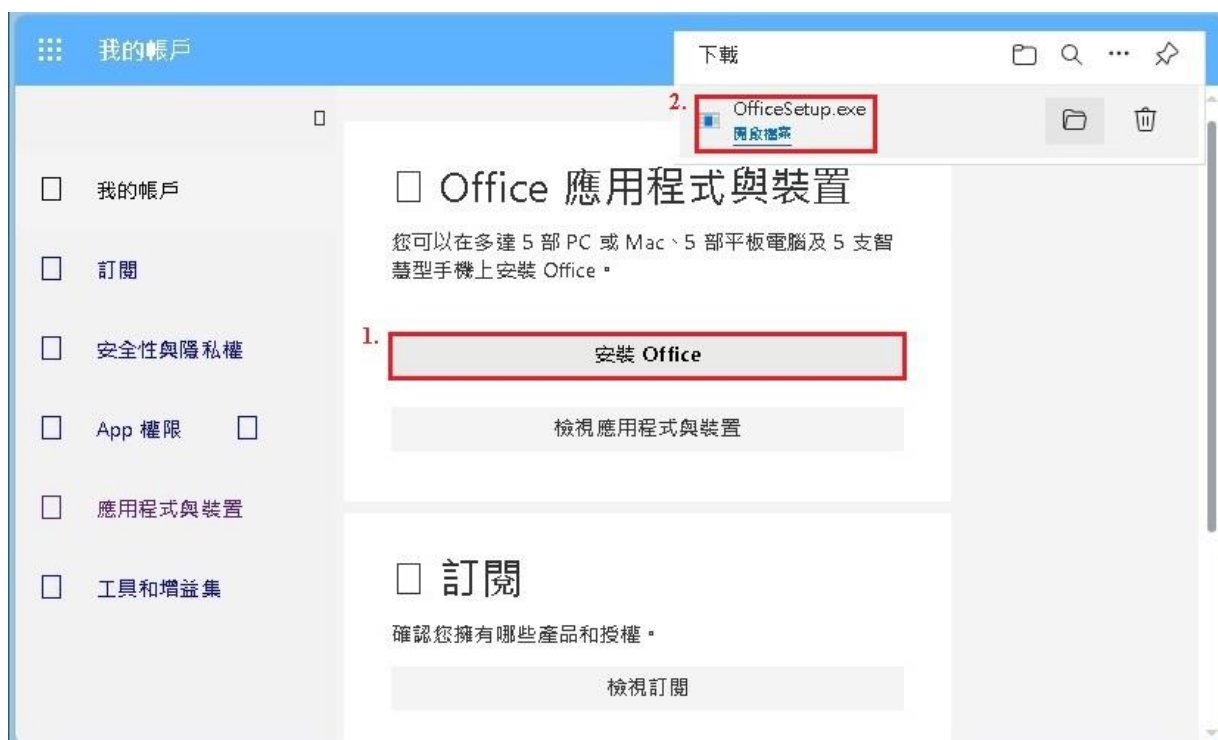 我的帳戶
下載
2.
OfficeSetup.exe
開啟檔案
我的帳戶
訂閱
安全性與隱私權
App 權限
應用程式與裝置
工具和增益集
Office 應用程式與裝置
您可以在多達 5 部 PC 或 Mac、5 部平板電腦及 5 支智
慧型手機上安裝 Office。
1.
安裝 Office
檢視應用程式與裝置
訂閱
確認您擁有哪些產品和授權。
檢視訂閱